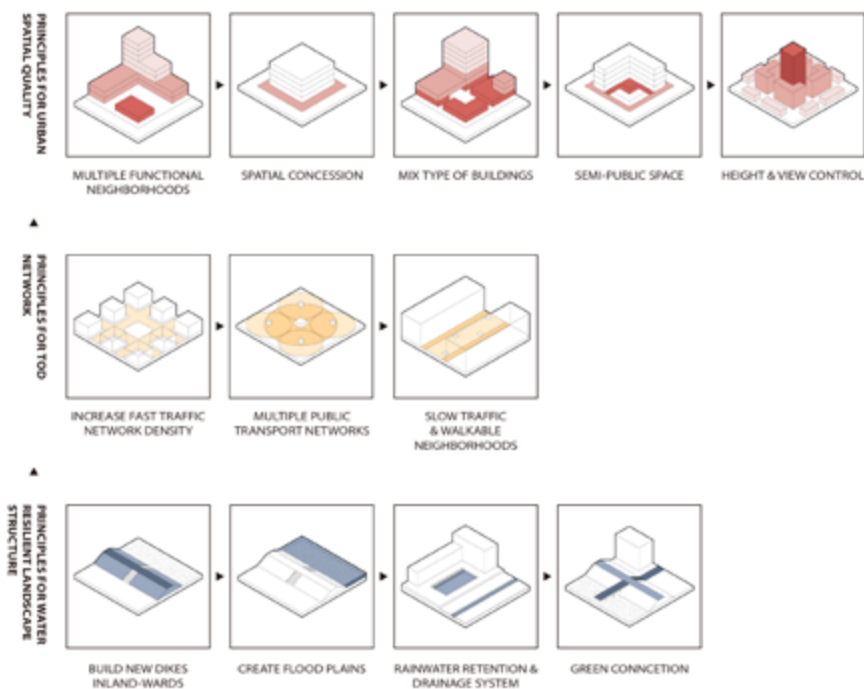 PRINCIPLES FOR URBAN
SPATIAL QUALITY
MULTIPLE FUNCTIONAL
NEIGHBORHOODS
SPATIAL CONCESSION
MIX TYPE OF BUILDINGS
SEMI-PUBLIC SPACE
HEIGHT & VIEW CONTROL
PRINCIPLES FOR TOD
NETWORK
INCREASE FAST TRAFFIC
NETWORK DENSITY
MULTIPLE PUBLIC
TRANSPORT NETWORKS
SLOW TRAFFIC
& WALKABLE
NEIGHBORHOODS
PRINCIPLES FOR WATER
RESILIENT LANDSCAPE
STRUCTURE
BUILD NEW DIKES
INLAND-WARDS
CREATE FLOOD PLAINS
RAINWATER RETENTION &
DRAINAGE SYSTEM
GREEN CONNCETION